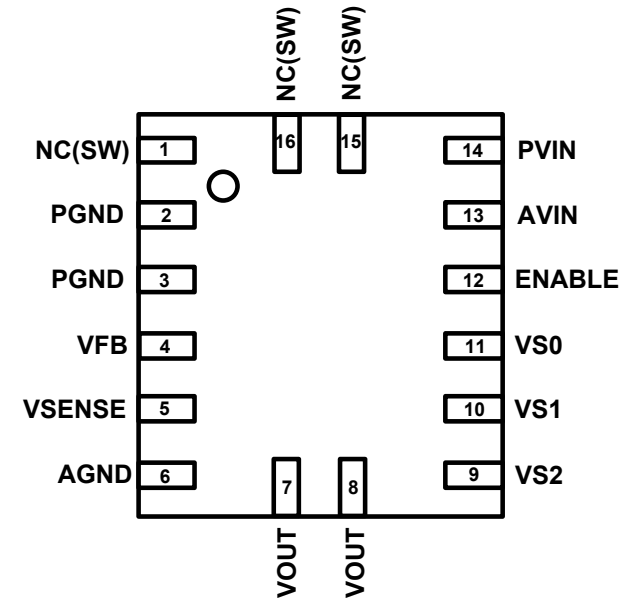 NC(SW)
NC(SW)
NC(SW) 1
16
15
14 PVIN
PGND 2
13 AVIN
PGND 3
12 ENABLE
VFB 4
11 VS0
VSENSE 5
10 VS1
AGND 6
7
8
9 VS2
VOUT
VOUT